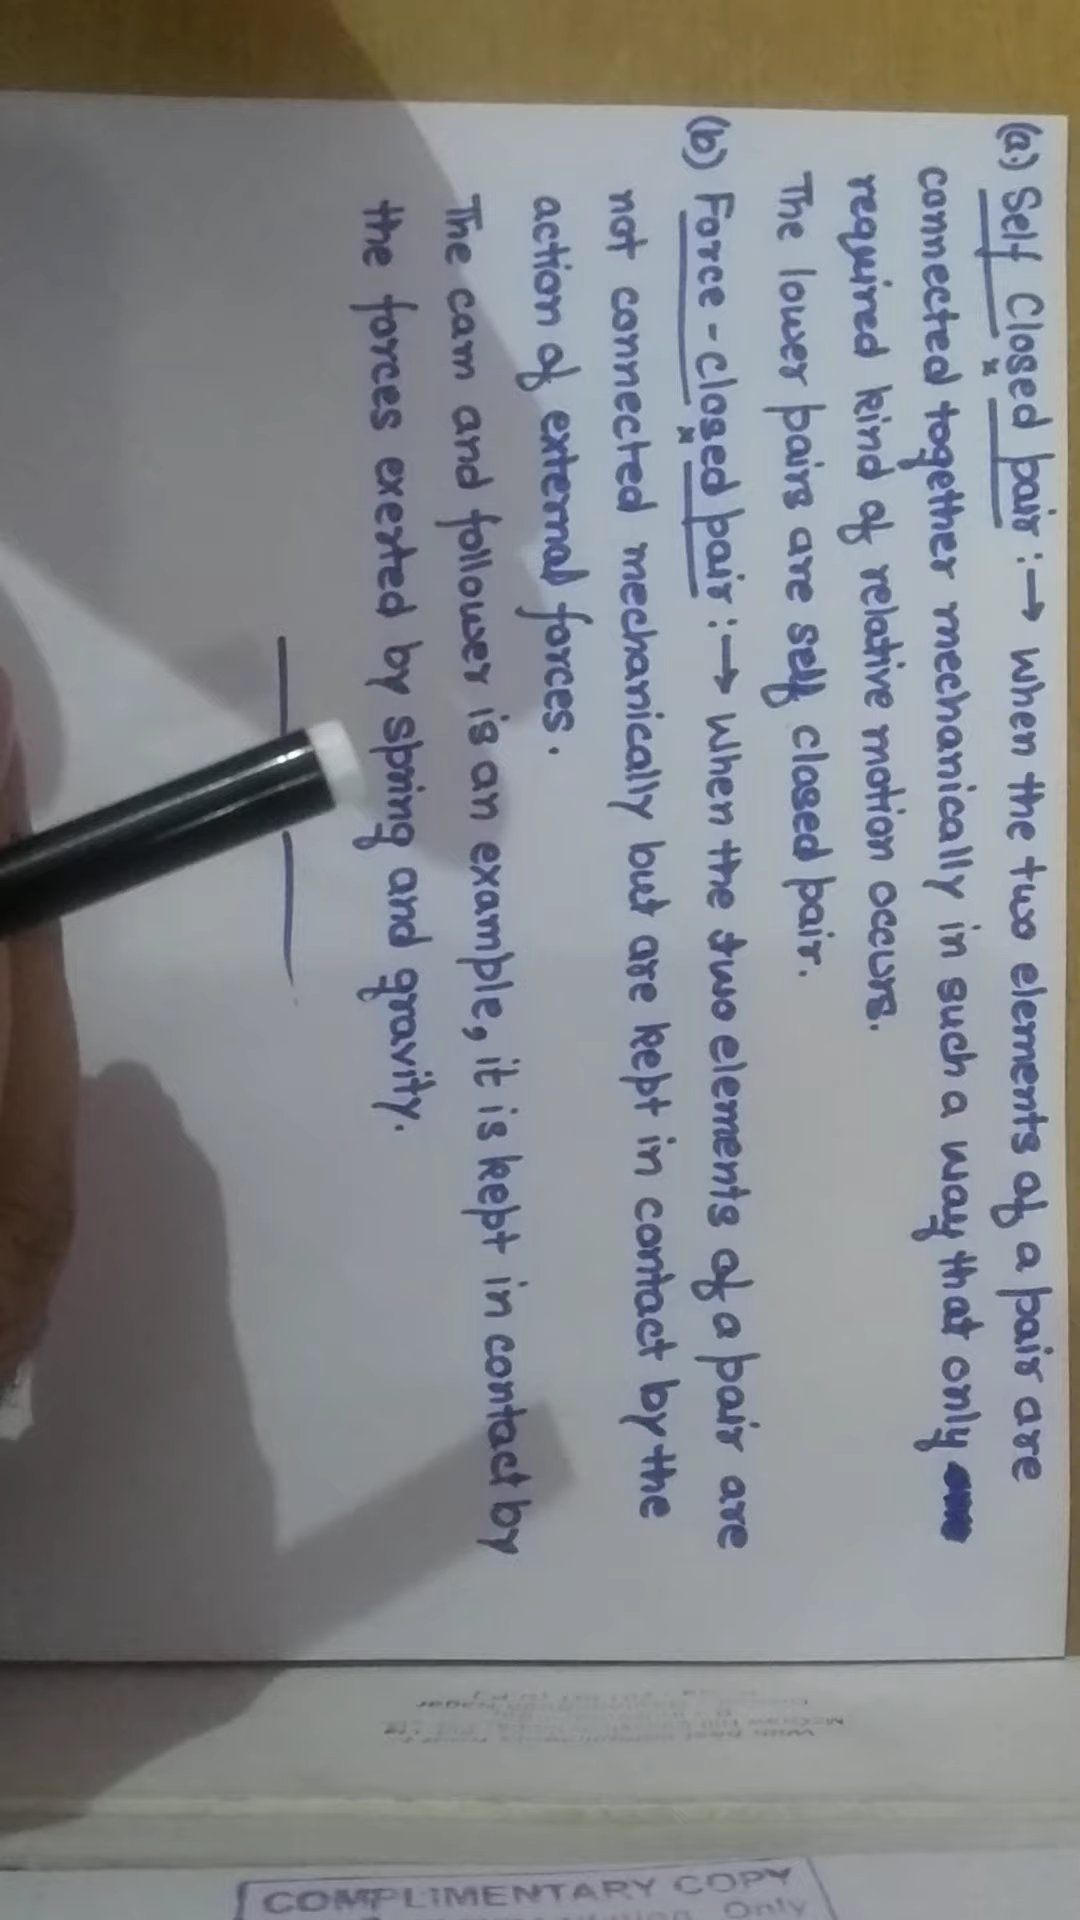 (a.) Self Closed pair :→ when the two elements of a pair are
connected together mechanically in such a way that only
required kind of relative motion occurs.
The lower pairs are self closed pair.
(b) Force - closed pair :→ when the two elements of a pair are
not connected mechanically but are kept in contact by the
action of external forces.
The cam and follower is an example, it is kept in contact by
the forces exerted by spring and gravity.
COMPLIMENTARY COPY
Only